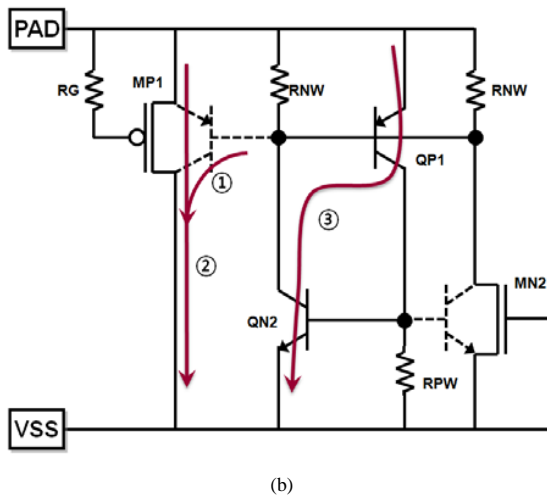 PAD
RG
MP1
RNW
RNW
QP1
①
③
②
MN2
QN2
RPW
VSS
(b)